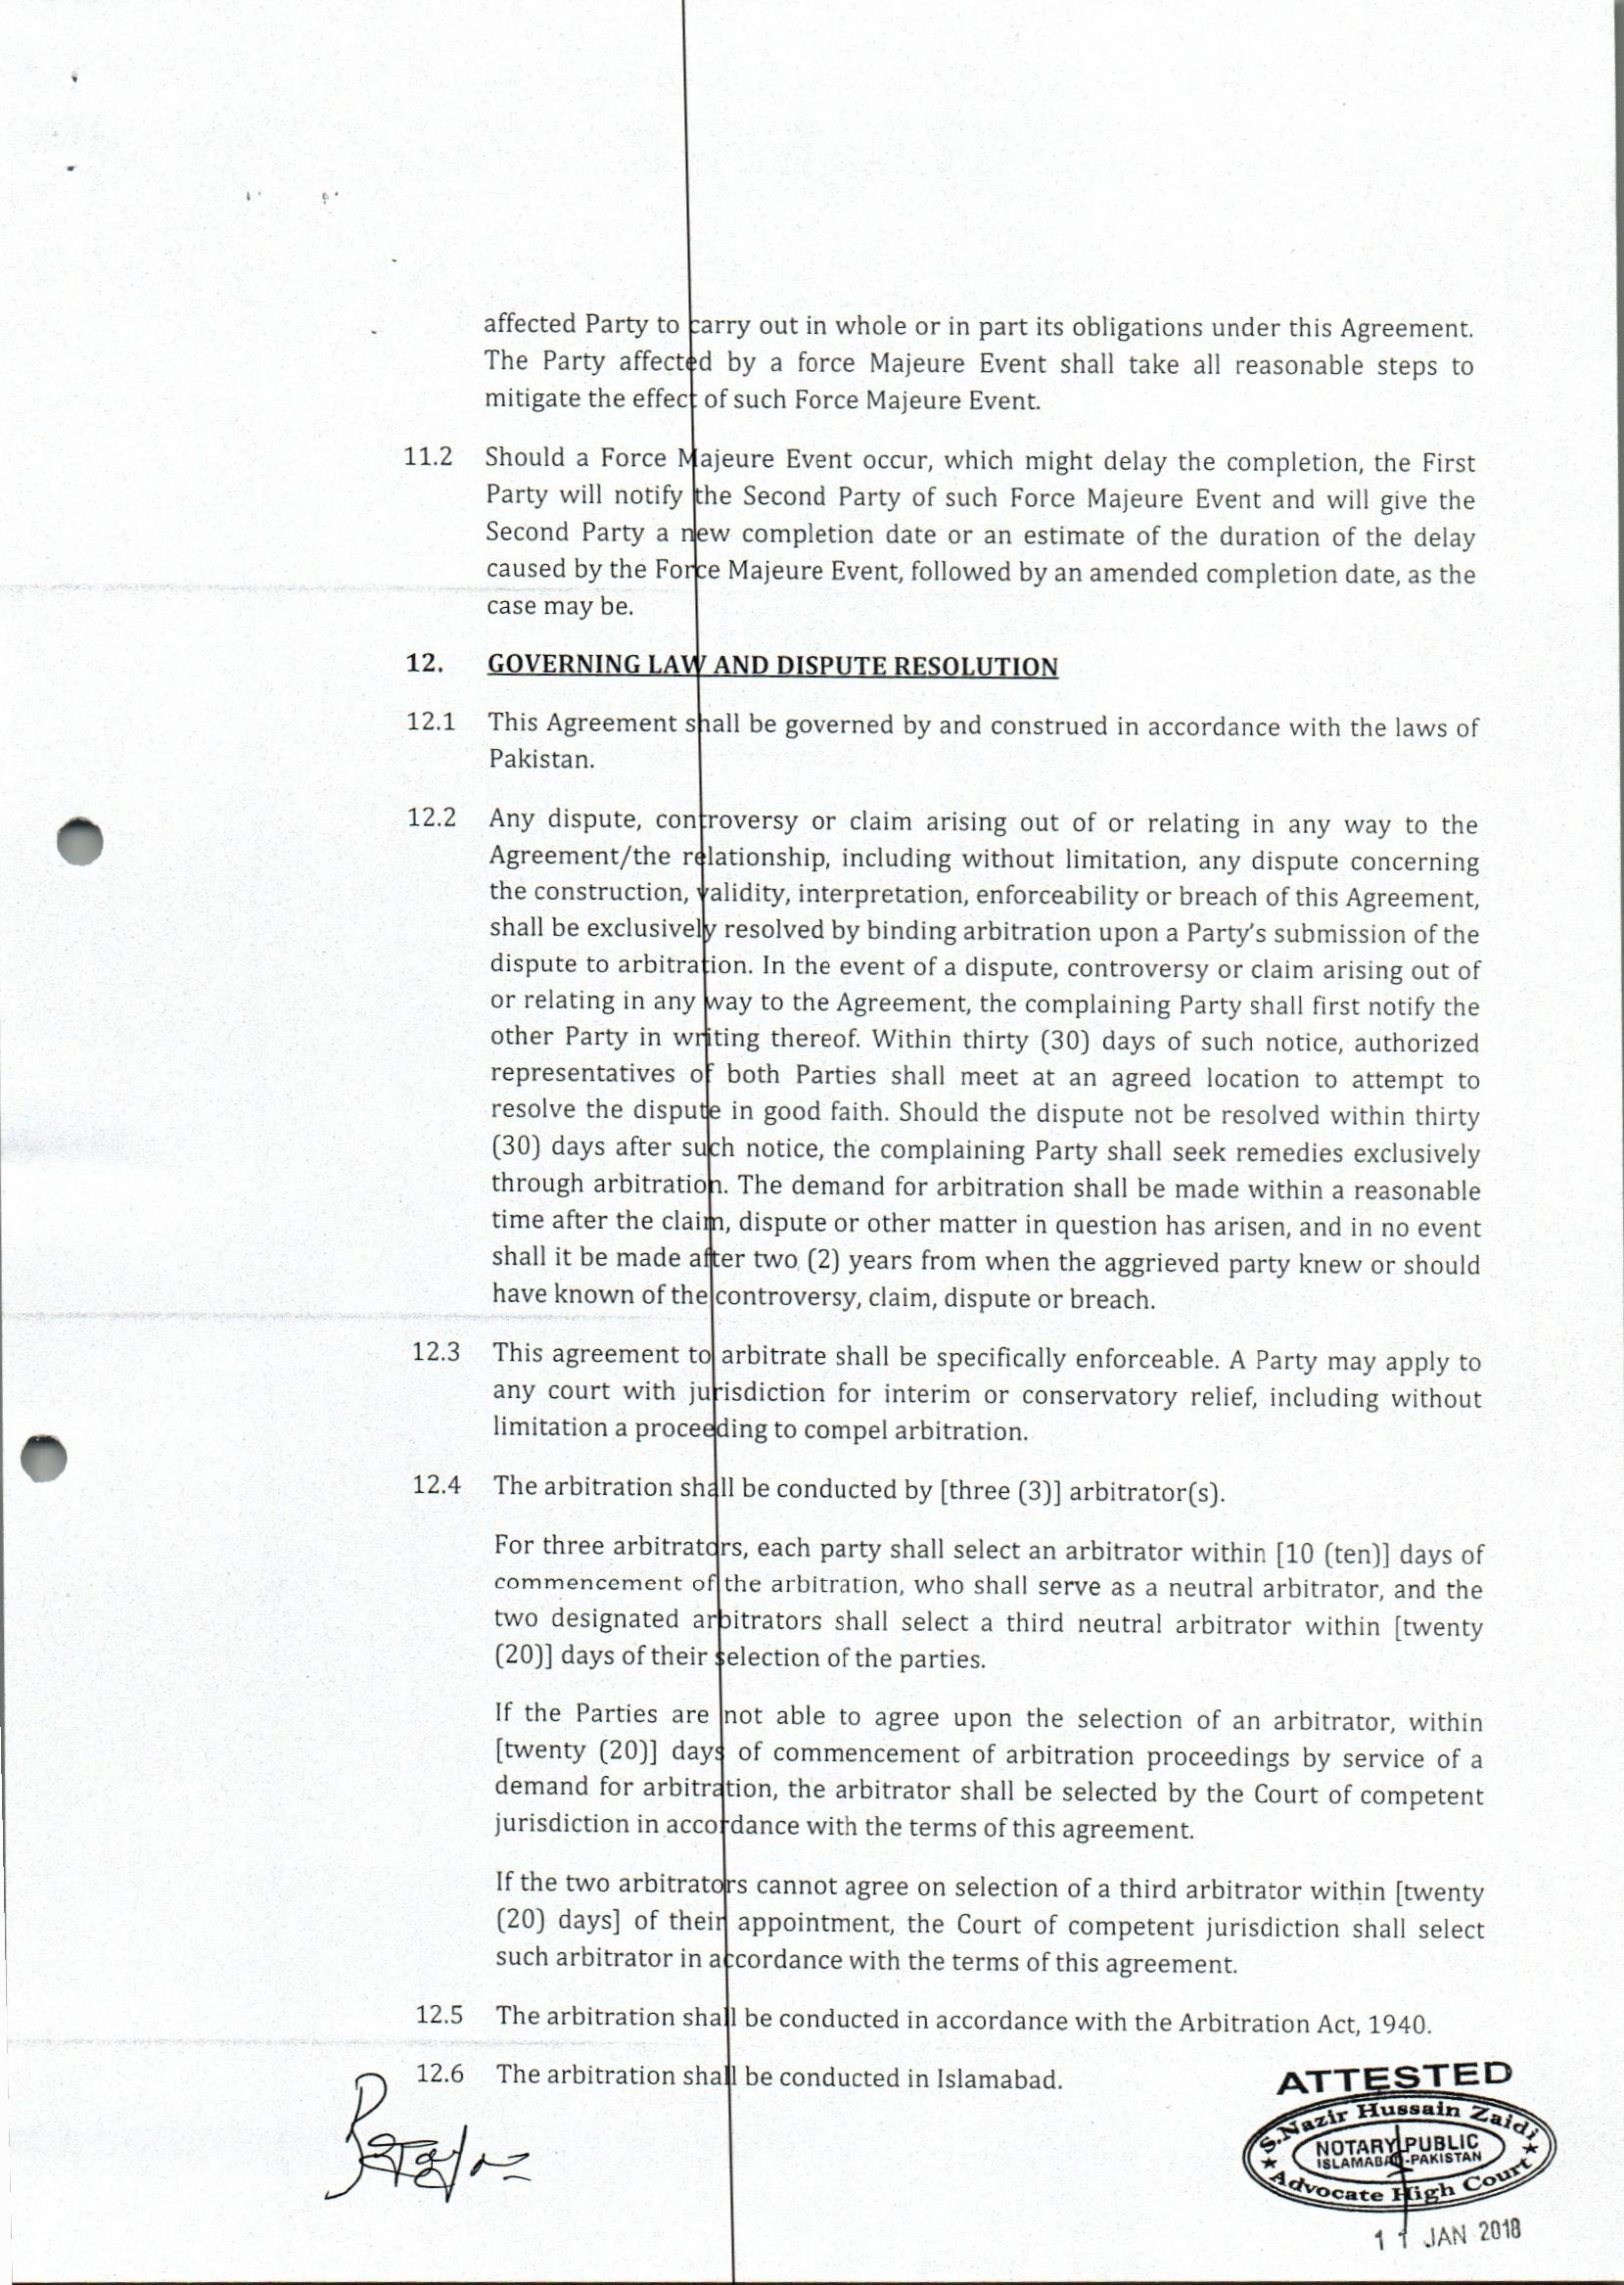 affected Party to carry out in whole or in part its obligations under this Agreement.
The Party affected by a force Majeure Event shall take all reasonable steps to
mitigate the effect of such Force Majeure Event.
11.2 Should a Force Majeure Event occur, which might delay the completion, the First
Party will notify the Second Party of such Force Majeure Event and will give the
Second Party a new completion date or an estimate of the duration of the delay
caused by the Force Majeure Event, followed by an amended completion date, as the
case may be.
12. GOVERNING LAW AND DISPUTE RESOLUTION
12.1 This Agreement shall be governed by and construed in accordance with the laws of
Pakistan.
12.2 Any dispute, controversy or claim arising out of or relating in any way to the
Agreement/the relationship, including without limitation, any dispute concerning
the construction, validity, interpretation, enforceability or breach of this Agreement,
shall be exclusively resolved by binding arbitration upon a Party's submission of the
dispute to arbitration. In the event of a dispute, controversy or claim arising out of
or relating in any way to the Agreement, the complaining Party shall first notify the
other Party in writing thereof. Within thirty (30) days of such notice, authorized
representatives of both Parties shall meet at an agreed location to attempt to
resolve the dispute in good faith. Should the dispute not be resolved within thirty
(30) days after such notice, the complaining Party shall seek remedies exclusively
through arbitration. The demand for arbitration shall be made within a reasonable
time after the claim, dispute or other matter in question has arisen, and in no event
shall it be made after two (2) years from when the aggrieved party knew or should
have known of the controversy, claim, dispute or breach.
12.3 This agreement to arbitrate shall be specifically enforceable. A Party may apply to
any court with jurisdiction for interim or conservatory relief, including without
limitation a proceeding to compel arbitration.
12.4 The arbitration shall be conducted by [three (3)] arbitrator(s).
For three arbitrators, each party shall select an arbitrator within [10 (ten)] days of
commencement of the arbitration, who shall serve as a neutral arbitrator, and the
two designated arbitrators shall select a third neutral arbitrator within [twenty
(20)] days of their selection of the parties.
If the Parties are not able to agree upon the selection of an arbitrator, within
[twenty (20)] days of commencement of arbitration proceedings by service of a
demand for arbitration, the arbitrator shall be selected by the Court of competent
jurisdiction in accordance with the terms of this agreement.
If the two arbitrators cannot agree on selection of a third arbitrator within [twenty
(20) days] of their appointment, the Court of competent jurisdiction shall select
such arbitrator in accordance with the terms of this agreement.
12.5 The arbitration shall be conducted in accordance with the Arbitration Act, 1940.
12.6 The arbitration shall be conducted in Islamabad.
ATTESTED
S.Nazir Hussain Zaidi
NOTARY PUBLIC
ISLAMABAD-PAKISTAN
★ Advocate High Court ★
11 JAN 2018